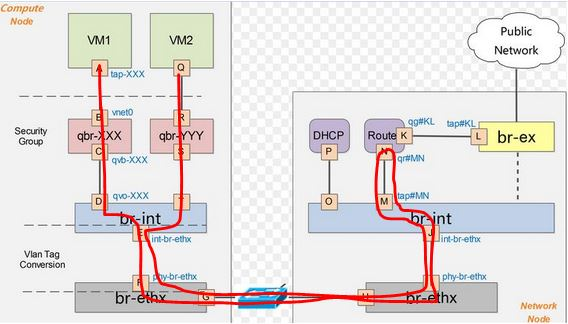 Compute
Node
VM1
VM2
A
Q
tap-XXX
Public
Network
Security
Group
B
vnet0
R
qbr-XXX
qbr-YYY
C
qvb-XXX
S
DHCP
P
Route
K
qg#KL
tap#KL
L
br-ex
N
qr#MN
D
qvo-XXX
T
O
M
tap#MN
br-int
br-int
E
int-br-ethx
J
int-br-ethx
Vlan Tag
Conversion
F
phy-br-ethx
phy-br-ethx
br-ethx
G
H
br-ethx
Network
Node